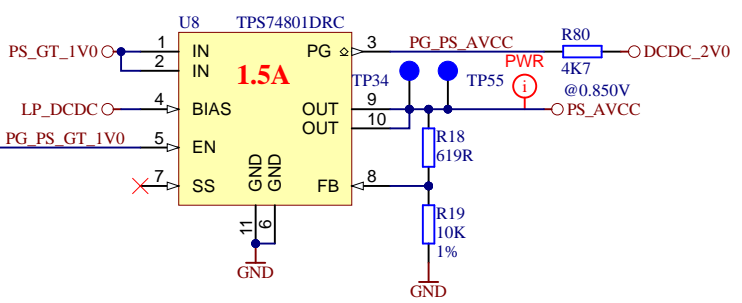 U8 TPS74801DRC
R80
PS_GT_1V0 1 IN PG 3 PG_PS_AVCC DCDC_2V0
2 IN
4K7
1.5A
TP34 TP55 PWR
i
@0.850V
LP_DCDC 4 BIAS OUT 9 PS_AVCC
OUT 10
PG_PS_GT_1V0 5 EN
R18
619R
7 SS GND GND FB 8
R19
10K
1%
11 6
GND
GND